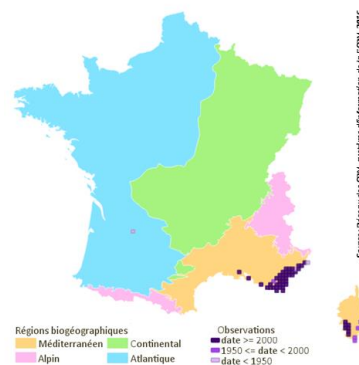 Régions biogéographiques
Méditerranéen
Continental
Alpin
Atlantique
Observations
date >= 2000
1950 <= date < 2000
date < 1950